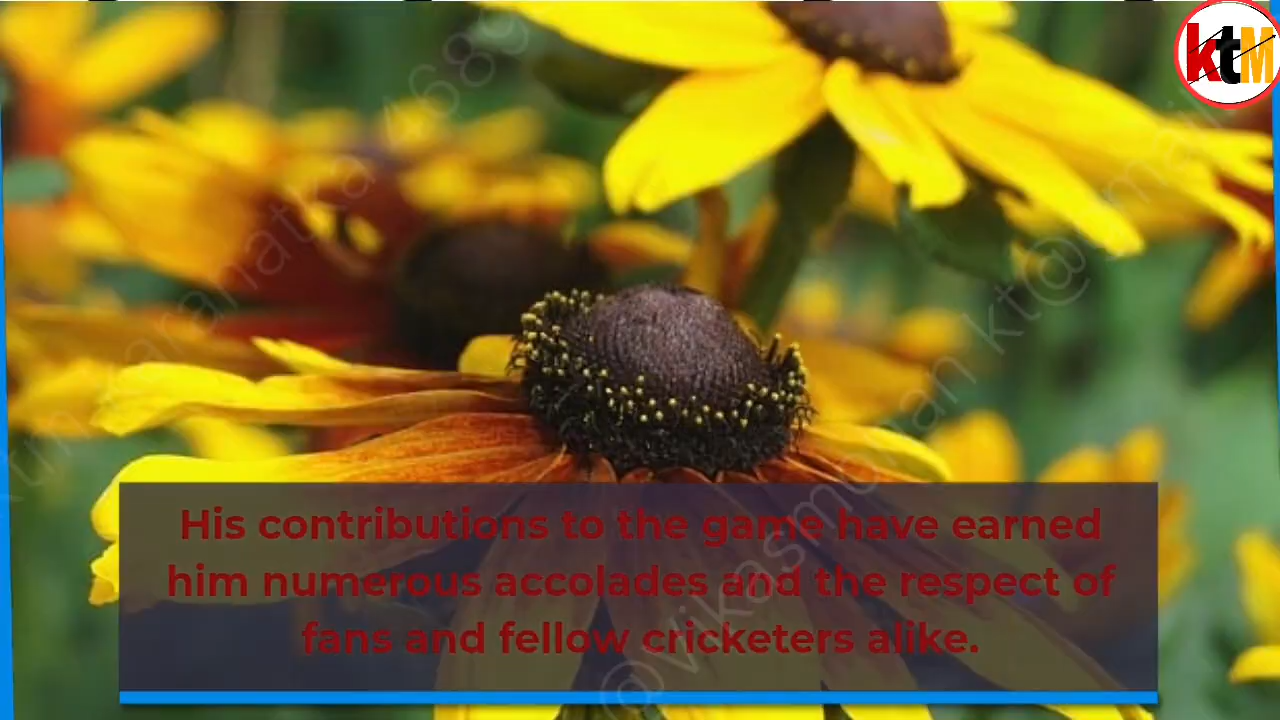 ktM
His contributions to the game have earned
him numerous accolades and the respect of
fans and fellow cricketers alike.